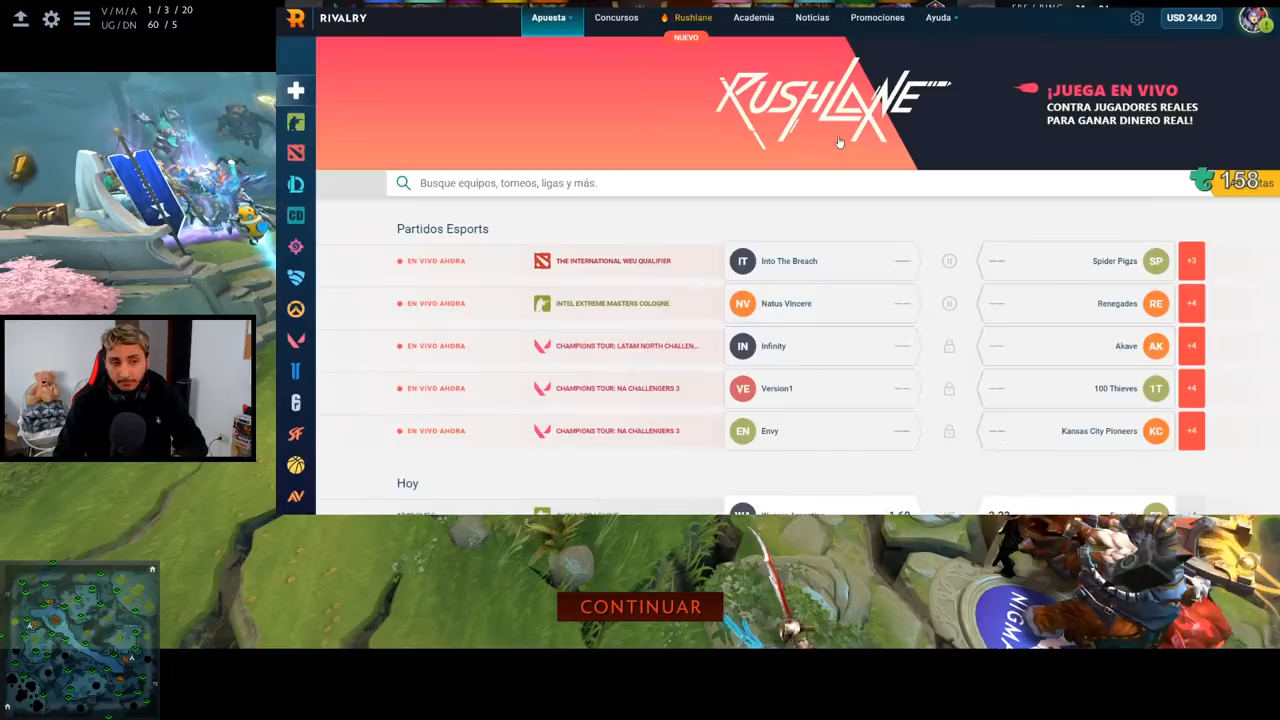 V / M / A 1 / 3 / 20
UG / DN 60 / 5
RIVALRY
Apuesta
Concursos
Rushlane
NUEVO
Academia
Noticias
Promociones
Ayuda
USD 244.20
RUSHLANE
¡JUEGA EN VIVO
CONTRA JUGADORES REALES
PARA GANAR DINERO REAL!
Busque equipos, torneos, ligas y más.
158
tas
Partidos Esports
EN VIVO AHORA THE INTERNATIONAL WEU QUALIFIER IT Into The Breach Spider Pigzs SP +3
EN VIVO AHORA INTEL EXTREME MASTERS COLOGNE NV Natus Vincere Renegades RE +4
EN VIVO AHORA CHAMPIONS TOUR: LATAM NORTH CHALLEN... IN Infinity Akave AK +4
EN VIVO AHORA CHAMPIONS TOUR: NA CHALLENGERS 3 VE Version1 100 Thieves 1T +4
EN VIVO AHORA CHAMPIONS TOUR: NA CHALLENGERS 3 EN Envy Kansas City Pioneers KC +4
Hoy
CONTINUAR
NIGMA